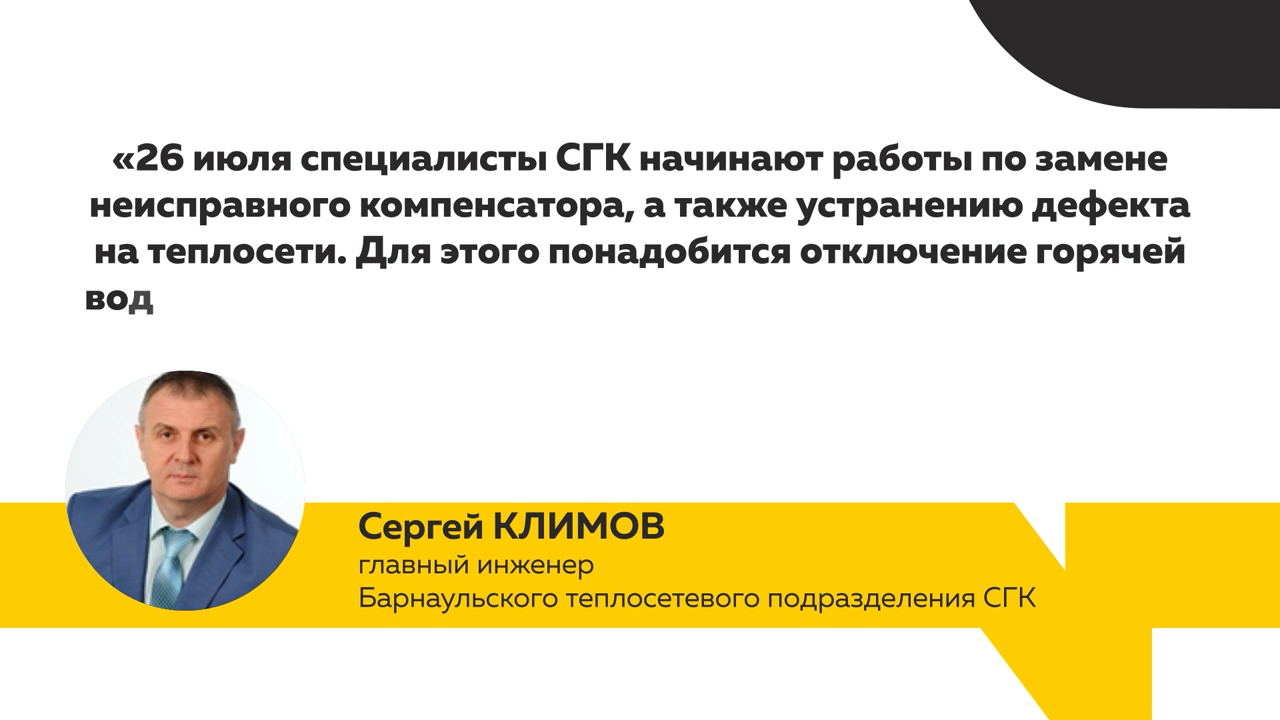 «26 июля специалисты СГК начинают работы по замене
неисправного компенсатора, а также устранению дефекта
на теплосети. Для этого понадобится отключение горячей
вод
Сергей КЛИМОВ
главный инженер
Барнаульского теплосетевого подразделения СГК